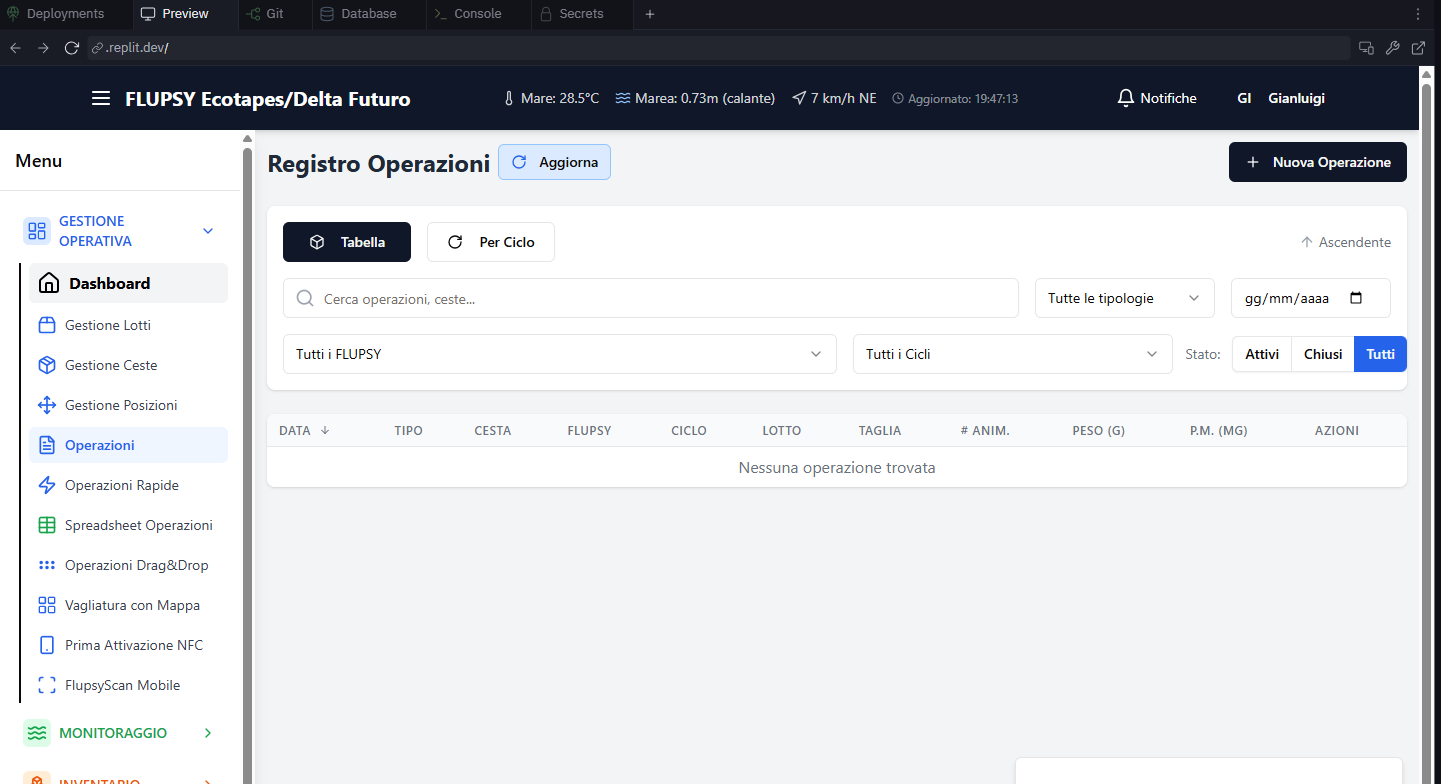 Deployments Preview Git Database Console Secrets
.replit.dev/
FLUPSY Ecotapes/Delta Futuro Mare: 28.5°C Marea: 0.73m (calante) 7 km/h NE Aggiornato: 19:47:13 Notifiche GI Gianluigi
Menu
GESTIONE
OPERATIVA
Dashboard
Gestione Lotti
Gestione Ceste
Gestione Posizioni
Operazioni
Operazioni Rapide
Spreadsheet Operazioni
Operazioni Drag&Drop
Vagliatura con Mappa
Prima Attivazione NFC
FlupsyScan Mobile
MONITORAGGIO
INVENTARIO
Registro Operazioni Aggiorna + Nuova Operazione
Tabella Per Ciclo Ascendente
Cerca operazioni, ceste... Tutte le tipologie gg/mm/aaaa
Tutti i FLUPSY Tutti i Cicli Stato: Attivi Chiusi Tutti
DATA TIPO CESTA FLUPSY CICLO LOTTO TAGLIA # ANIM. PESO (G) P.M. (MG) AZIONI
Nessuna operazione trovata